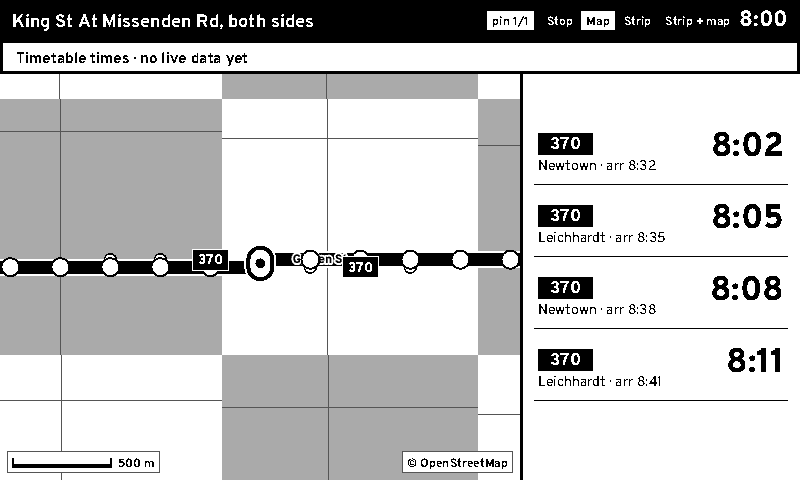 King St At Missenden Rd, both sides
pin 1/1 Stop Map Strip Strip + map 8:00
Timetable times · no live data yet
370
370
500 m
© OpenStreetMap
370 8:02
Newtown · arr 8:32
370 8:05
Leichhardt · arr 8:35
370 8:08
Newtown · arr 8:38
370 8:11
Leichhardt · arr 8:41